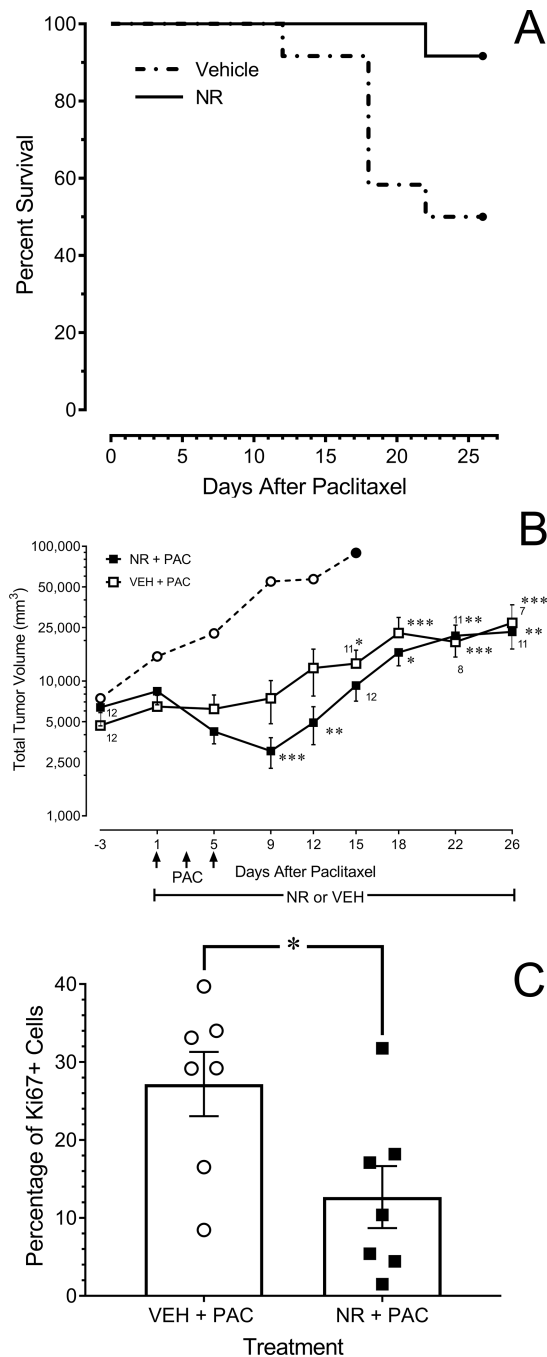 A
100
80
60
40
20
0
Percent Survival
Vehicle
NR
0 5 10 15 20 25
Days After Paclitaxel
B
100,000
50,000
25,000
10,000
5,000
2,500
1,000
Total Tumor Volume (mm³)
NR + PAC
VEH + PAC
12
12
***
**
11 *
12
***
*
11 **
***
8
***
7
**
11
-3 1 5 9 12 15 18 22 26
PAC
Days After Paclitaxel
NR or VEH
C
*
40
30
20
10
0
Percentage of Ki67+ Cells
VEH + PAC NR + PAC
Treatment